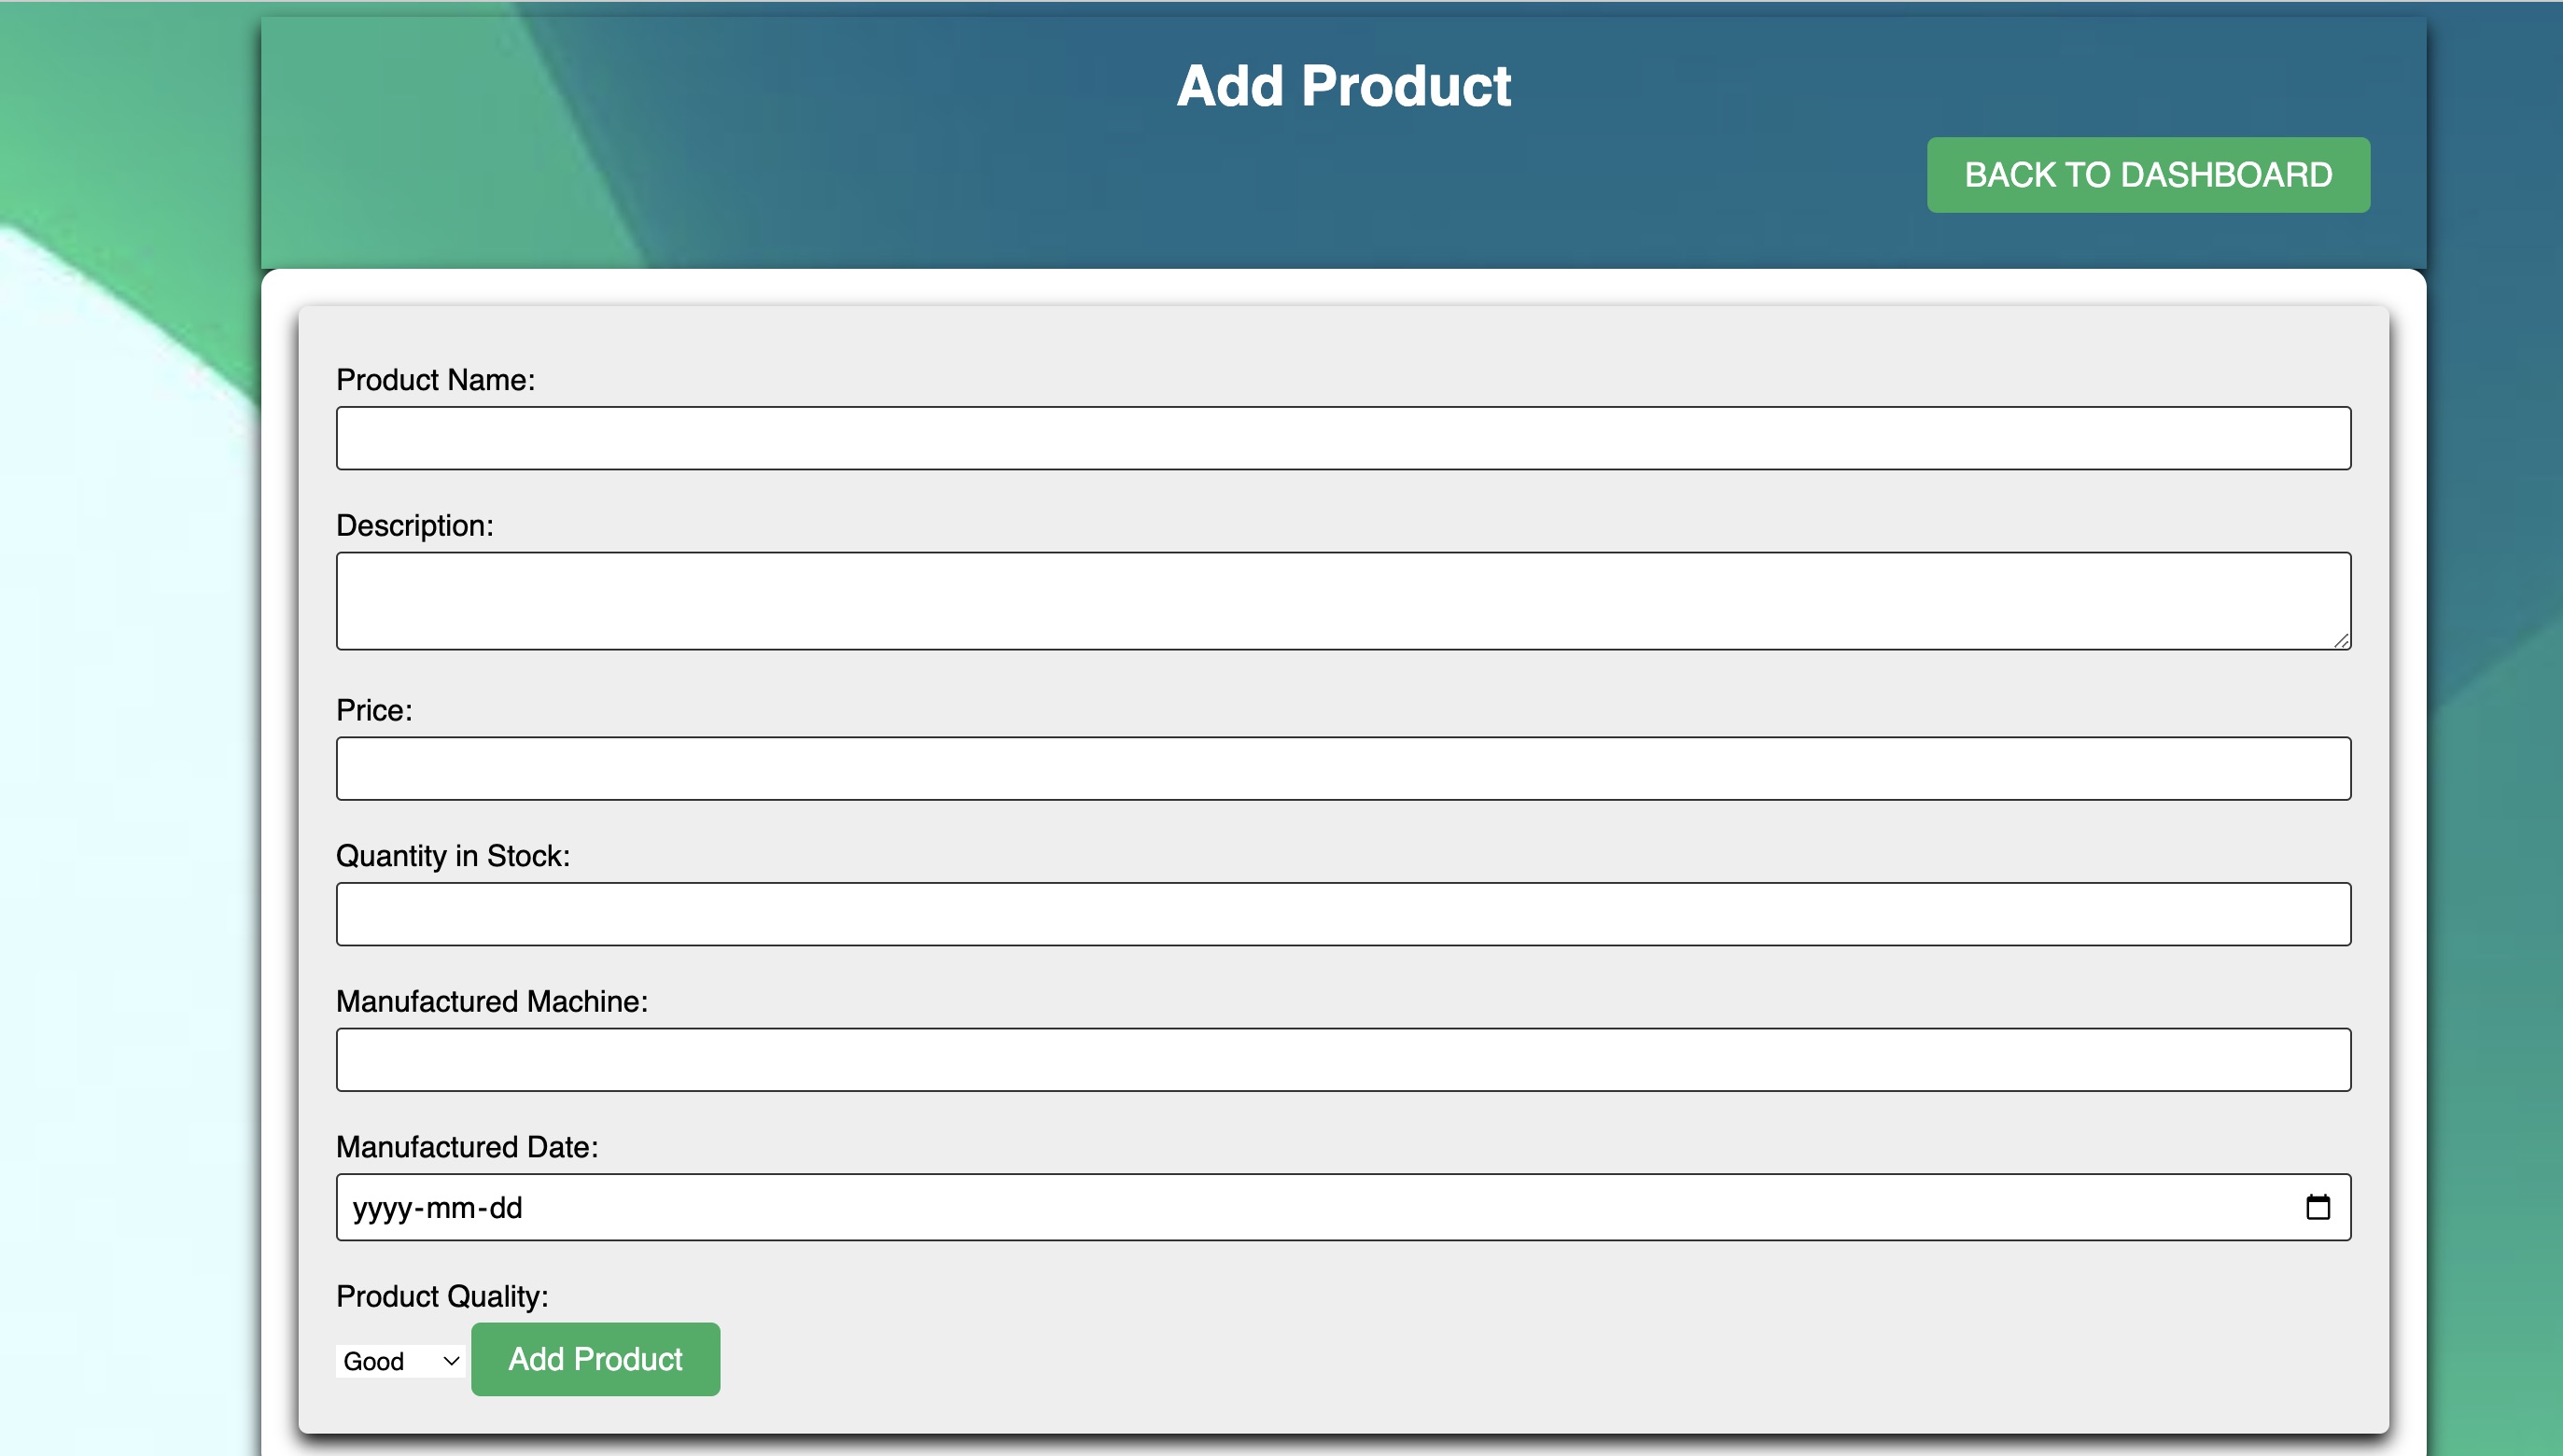 Add Product
BACK TO DASHBOARD
Product Name:
Description:
Price:
Quantity in Stock:
Manufactured Machine:
Manufactured Date:
yyyy-mm-dd
Product Quality:
Good Add Product